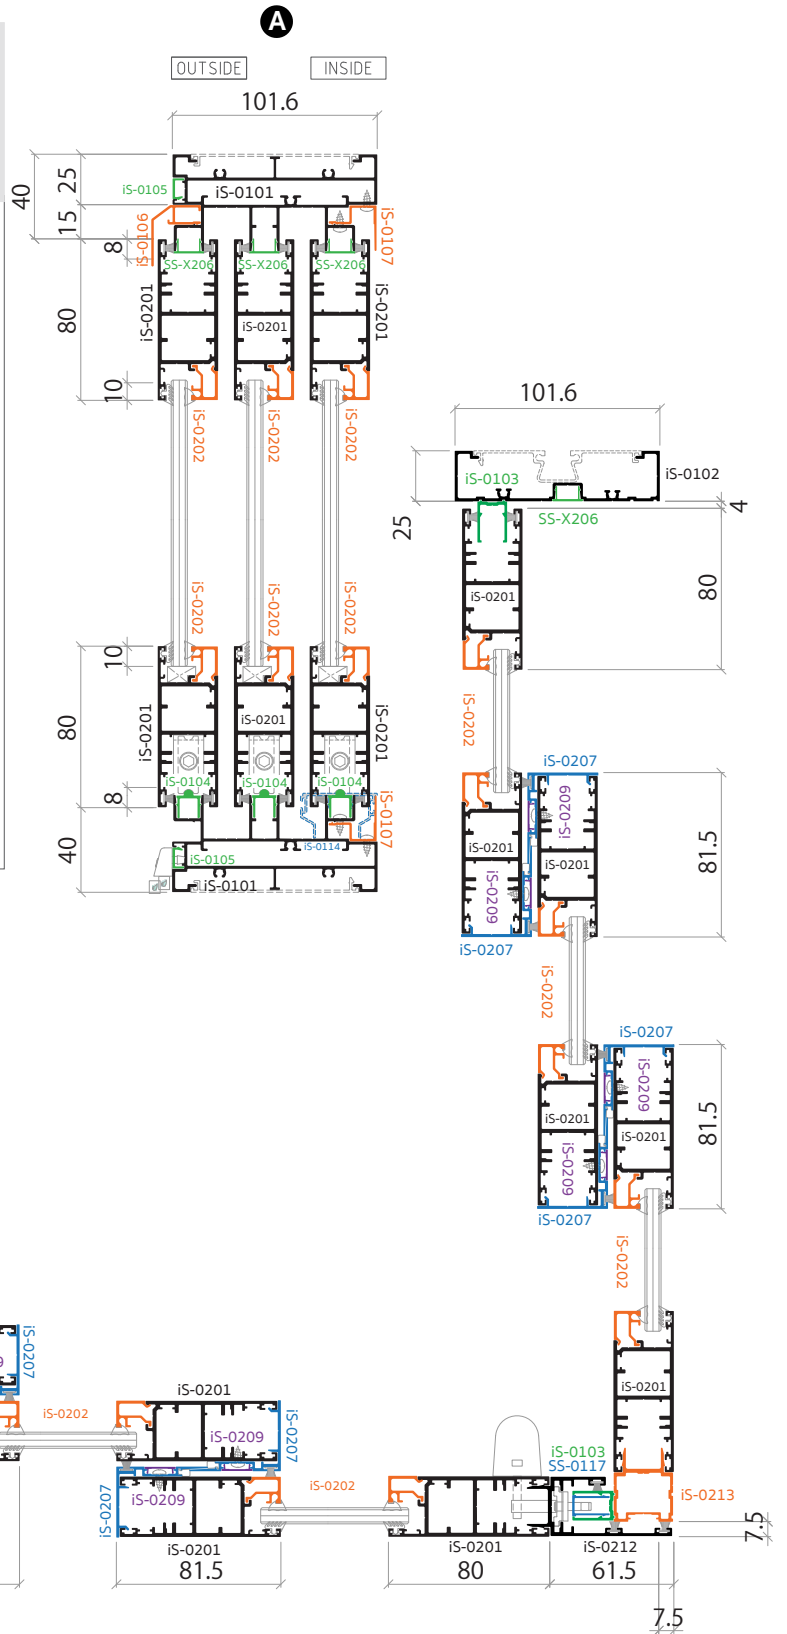 A
OUTSIDE
INSIDE
101.6
40
25
15
8
80
10
iS-0105
iS-0101
iS-0106
iS-0107
SS-X206
SS-X206
SS-X206
iS-0201
iS-0201
iS-0201
iS-0202
iS-0202
iS-0202
iS-0202
iS-0202
iS-0202
10
80
8
40
iS-0201
iS-0201
iS-0201
iS-0104
iS-0104
iS-0104
iS-0107
iS-0114
iS-0105
iS-0101
101.6
iS-0103
iS-0102
SS-X206
25
4
80
iS-0201
iS-0202
iS-0207
iS-0209
iS-0201
iS-0201
iS-0209
81.5
iS-0207
iS-0202
iS-0207
iS-0209
iS-0201
iS-0201
iS-0209
81.5
iS-0207
iS-0202
iS-0201
9
iS-0207
iS-0202
iS-0201
iS-0209
iS-0207
iS-0202
iS-0207
iS-0209
iS-0201
81.5
iS-0201
80
iS-0103
SS-0117
iS-0213
iS-0212
61.5
7.5
7.5